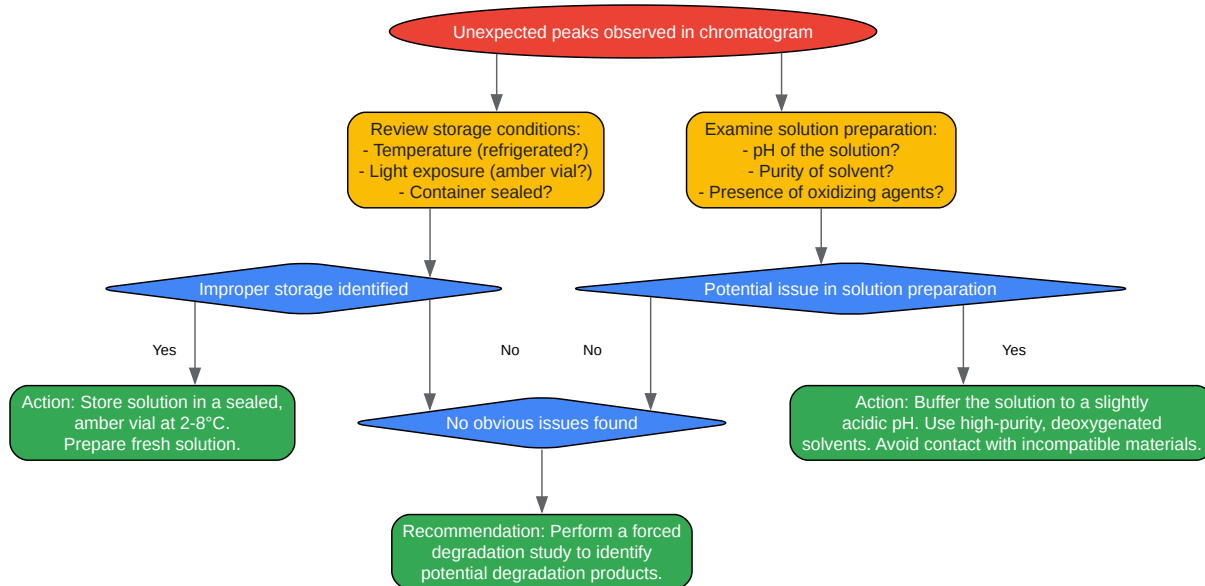 Unexpected peaks observed in chromatogram
Review storage conditions:
- Temperature (refrigerated?)
- Light exposure (amber vial?)
- Container sealed?
Examine solution preparation:
- pH of the solution?
- Purity of solvent?
- Presence of oxidizing agents?
Improper storage identified
Potential issue in solution preparation
Yes
No
No
Yes
Action: Store solution in a sealed,
amber vial at 2-8°C.
Prepare fresh solution.
No obvious issues found
Action: Buffer the solution to a slightly
acidic pH. Use high-purity, deoxygenated
solvents. Avoid contact with incompatible materials.
Recommendation: Perform a forced
degradation study to identify
potential degradation products.